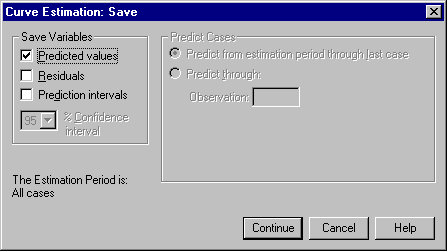 Curve Estimation: Save
Save Variables
Predicted values
Residuals
Prediction intervals
95 % Confidence
interval
Predict Cases
Predict from estimation period through last case
Predict through:
Observation:
The Estimation Period is:
All cases
Continue Cancel Help